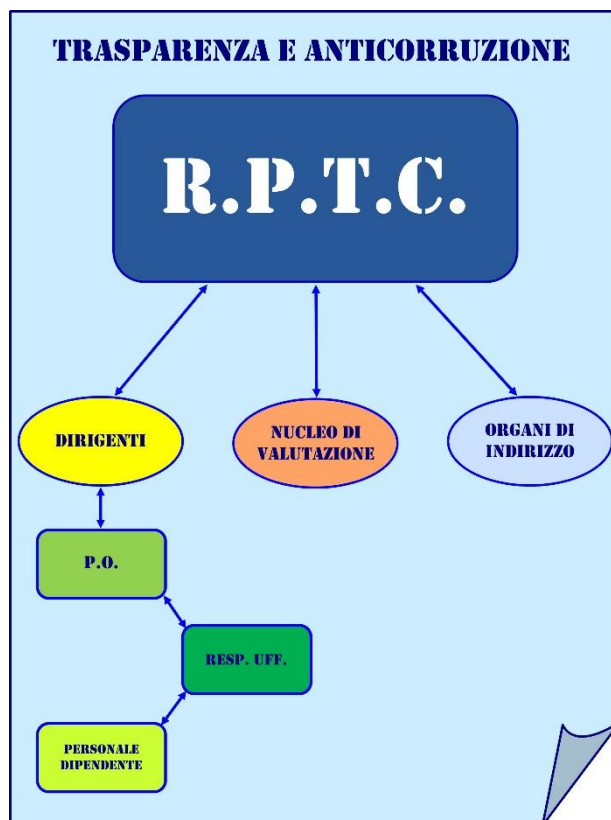 TRASPARENZA E ANTICORRUZIONE
R.P.T.C.
DIRIGENTI
NUCLEO DI
VALUTAZIONE
ORGANI DI
INDIRIZZO
P.O.
RESP. UFF.
PERSONALE
DIPENDENTE